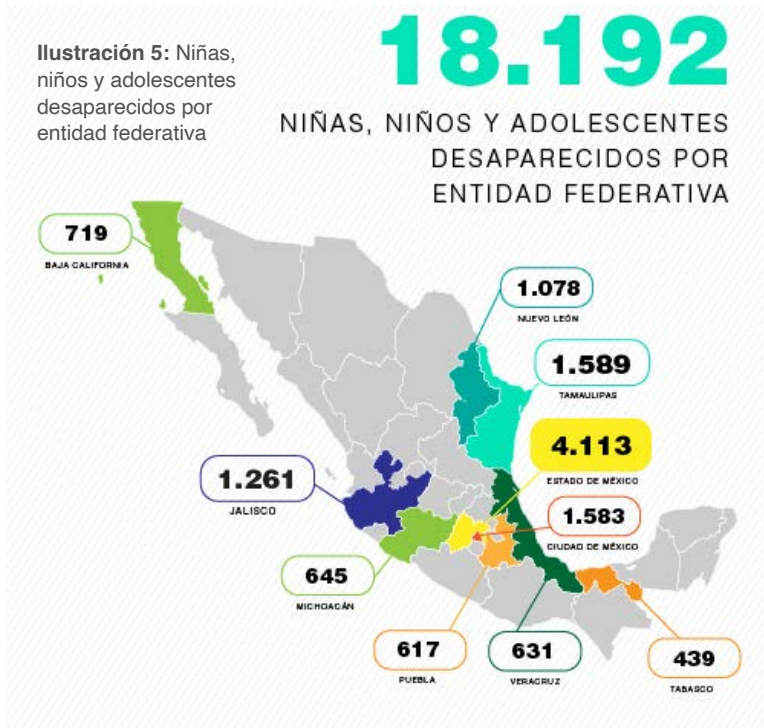 Ilustración 5: Niñas,
niños y adolescentes
desaparecidos por
entidad federativa
18.192
NIÑAS, NIÑOS Y ADOLESCENTES
DESAPARECIDOS POR
ENTIDAD FEDERATIVA
719
BAJA CALIFORNIA
1.078
NUEVO LEÓN
1.589
TAMAULIPAS
4.113
ESTADO DE MÉXICO
1.261
JALISCO
1.583
CIUDAD DE MÉXICO
645
MICHOACÁN
617
PUEBLA
631
VERACRUZ
439
TABASCO